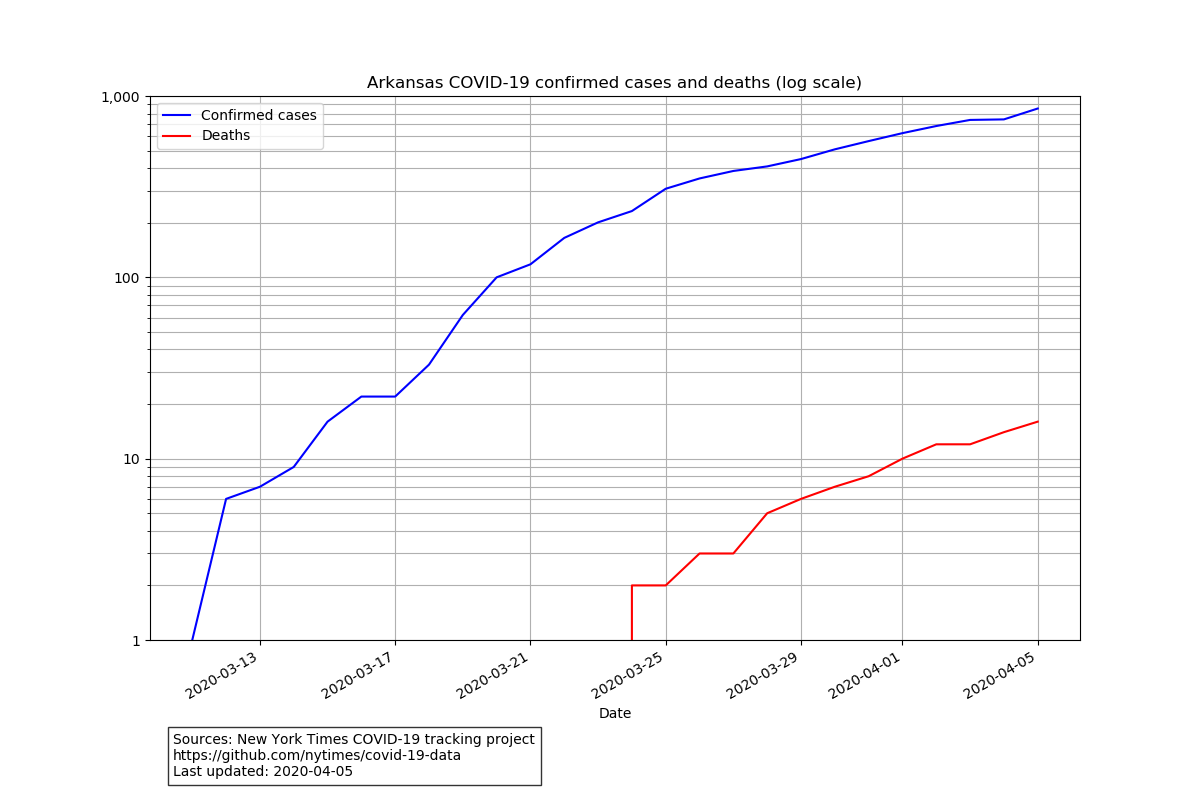 Arkansas COVID-19 confirmed cases and deaths (log scale)
1,000
Confirmed cases
Deaths
100
10
1
2020-03-13
2020-03-17
2020-03-21
2020-03-25
2020-03-29
2020-04-01
2020-04-05
Date
Sources: New York Times COVID-19 tracking project
https://github.com/nytimes/covid-19-data
Last updated: 2020-04-05